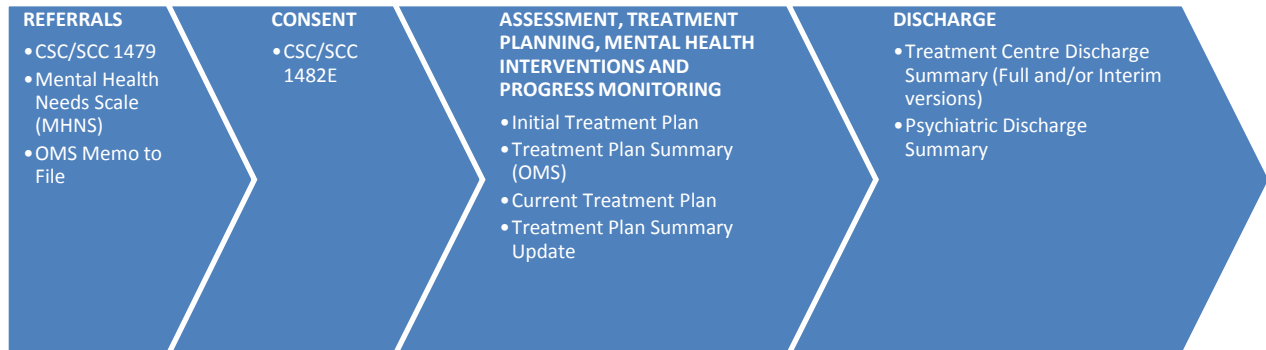 REFERRALS
•CSC/SCC 1479
•Mental Health
Needs Scale
(MHNS)
•OMS Memo to
File
CONSENT
•CSC/SCC
1482E
ASSESSMENT, TREATMENT
PLANNING, MENTAL HEALTH
INTERVENTIONS AND
PROGRESS MONITORING
•Initial Treatment Plan
•Treatment Plan Summary
(OMS)
•Current Treatment Plan
•Treatment Plan Summary
Update
DISCHARGE
•Treatment Centre Discharge
Summary (Full and/or Interim
versions)
•Psychiatric Discharge
Summary